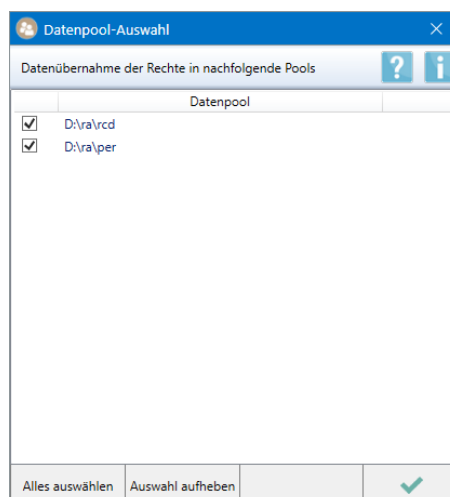 Datenpool-Auswahl
Datenübernahme der Rechte in nachfolgende Pools
Datenpool
D:\ra\rcd
D:\ra\per
Alles auswählen Auswahl aufheben